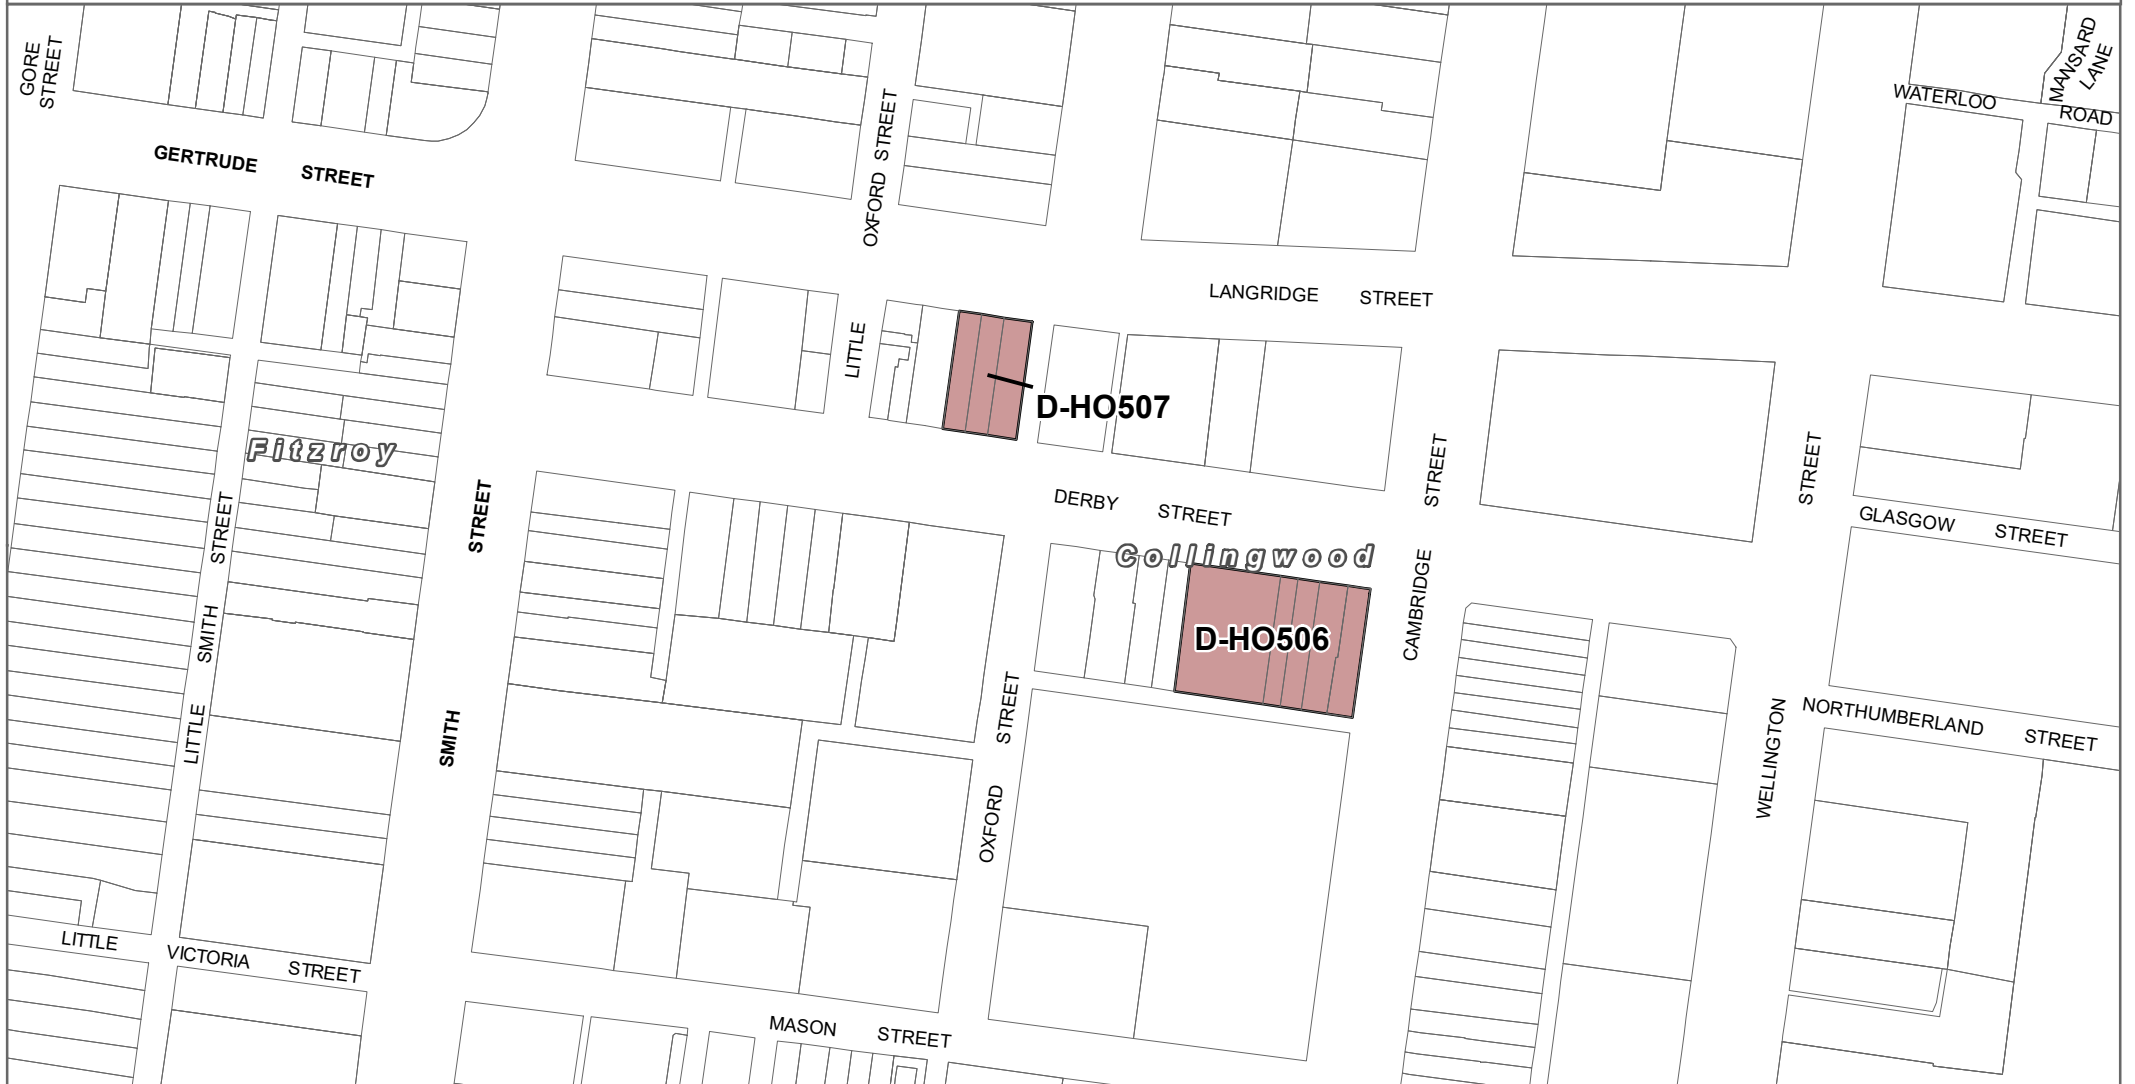 GORE
STREET
MANSARD
LANE
WATERLOO ROAD
GERTRUDE STREET
OXFORD STREET
LANGRIDGE STREET
LITTLE
D-HO507
Fitzroy
STREET
SMITH
LITTLE SMITH STREET
DERBY STREET
Collingwood
D-HO506
CAMBRIDGE STREET
WELLINGTON STREET
GLASGOW STREET
NORTHUMBERLAND STREET
OXFORD STREET
LITTLE VICTORIA STREET
MASON STREET